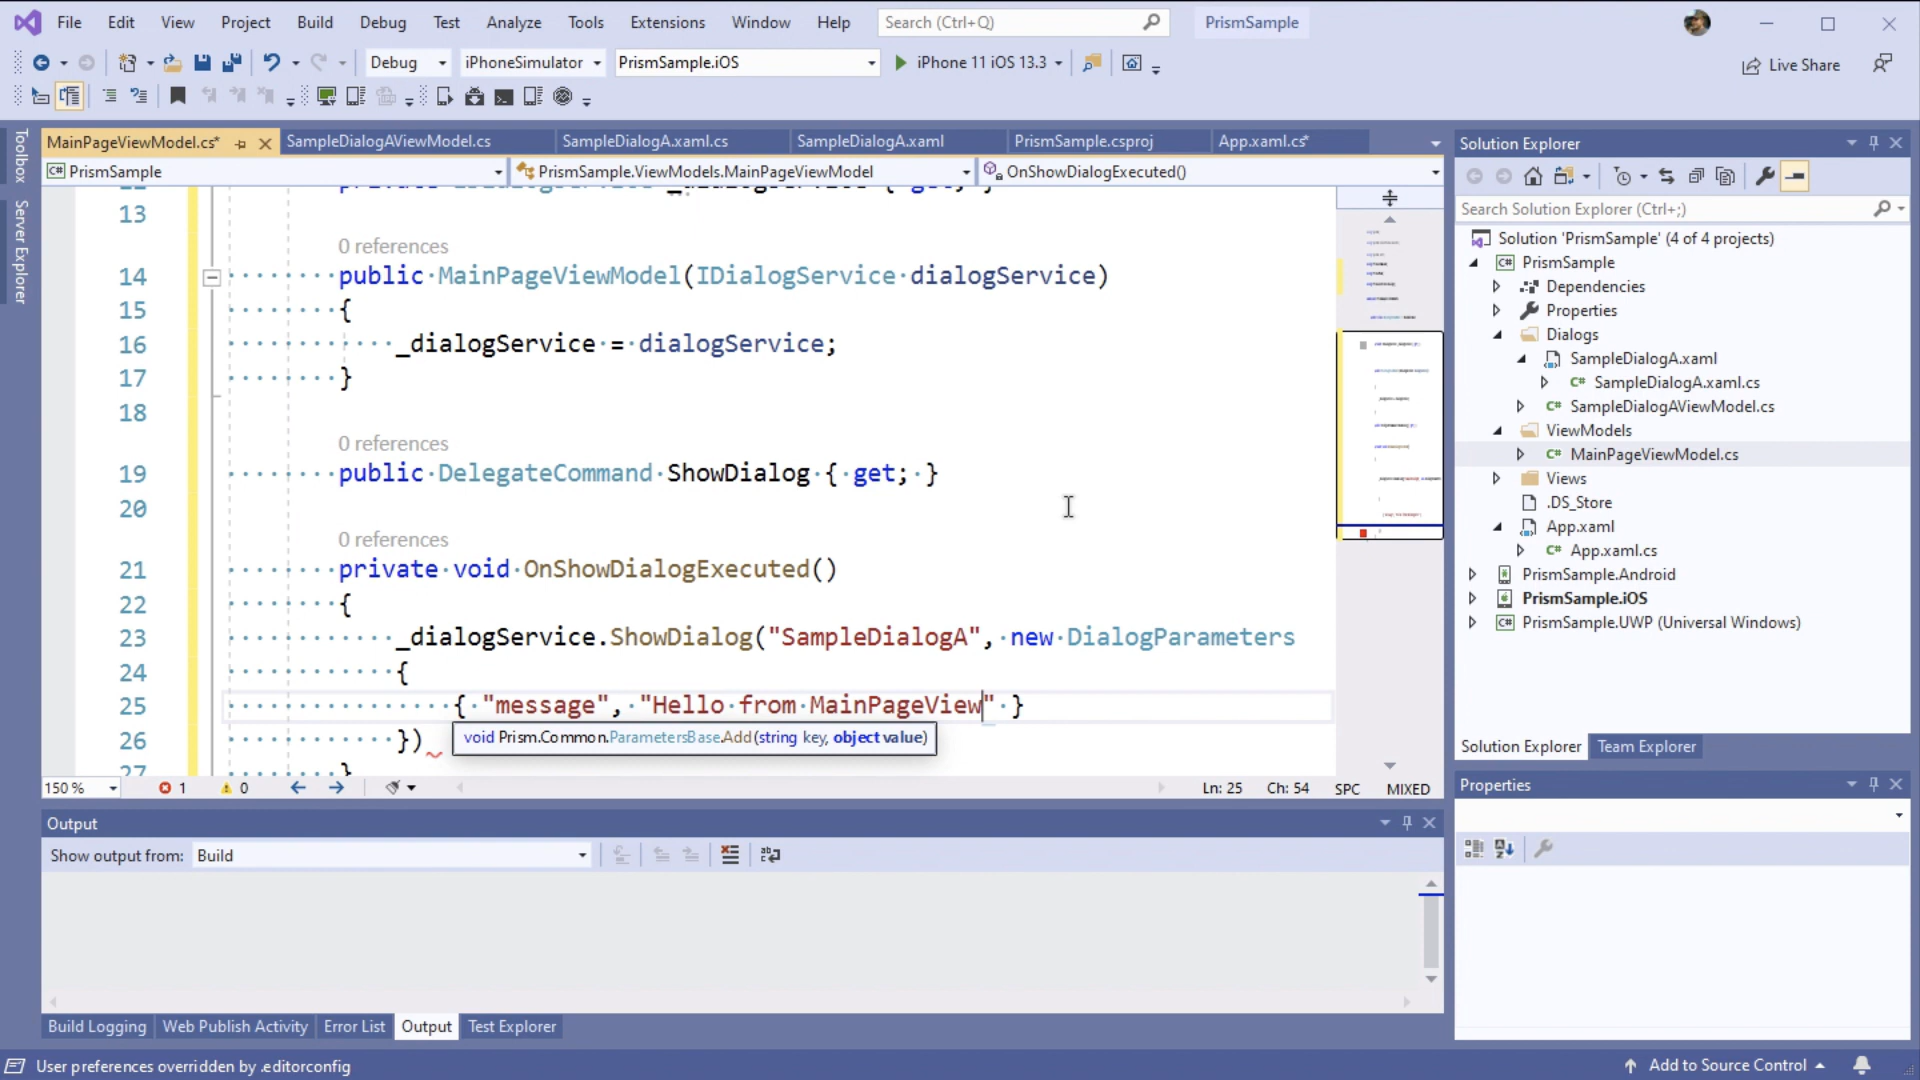 File Edit View Project Build Debug Test Analyze Tools Extensions Window Help Search (Ctrl+Q) PrismSample
Debug iPhoneSimulator PrismSample.iOS iPhone 11 iOS 13.3 Live Share
Toolbox
Server Explorer
MainPageViewModel.cs* SampleDialogAViewModel.cs SampleDialogA.xaml.cs SampleDialogA.xaml PrismSample.csproj App.xaml.cs*
PrismSample PrismSample.ViewModels.MainPageViewModel OnShowDialogExecuted()
13
0 references
14 public MainPageViewModel(IDialogService dialogService)
15 {
16 _dialogService = dialogService;
17 }
18
0 references
19 public DelegateCommand ShowDialog { get; }
20
0 references
21 private void OnShowDialogExecuted()
22 {
23 _dialogService.ShowDialog("SampleDialogA", new DialogParameters
24 {
25 { "message", "Hello from MainPageView" }
26 })
void Prism.Common.ParametersBase.Add(string key, object value)
27 }
150 % 1 0 Ln: 25 Ch: 54 SPC MIXED
Output
Show output from: Build
Build Logging Web Publish Activity Error List Output Test Explorer
Solution Explorer
Search Solution Explorer (Ctrl+;)
Solution 'PrismSample' (4 of 4 projects)
PrismSample
Dependencies
Properties
Dialogs
SampleDialogA.xaml
SampleDialogA.xaml.cs
SampleDialogAViewModel.cs
ViewModels
MainPageViewModel.cs
Views
.DS_Store
App.xaml
App.xaml.cs
PrismSample.Android
PrismSample.iOS
PrismSample.UWP (Universal Windows)
Solution Explorer Team Explorer
Properties
User preferences overridden by .editorconfig Add to Source Control